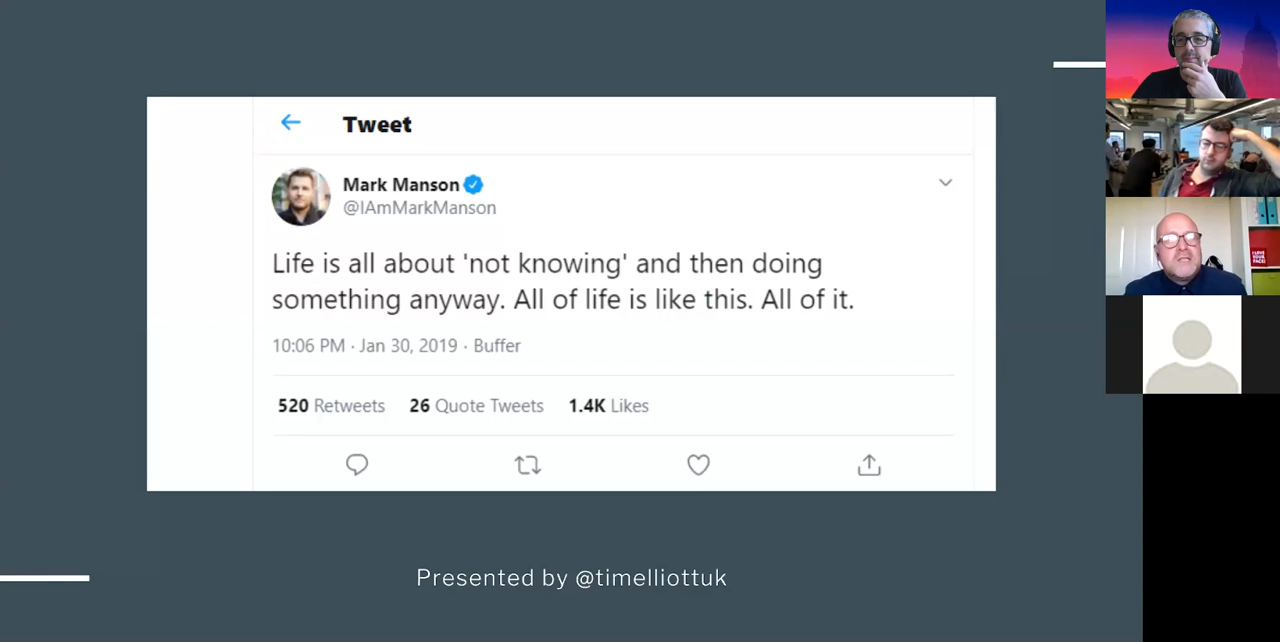 Tweet
Mark Manson
@IAmMarkManson
Life is all about 'not knowing' and then doing
something anyway. All of life is like this. All of it.
10:06 PM · Jan 30, 2019 · Buffer
520 Retweets 26 Quote Tweets 1.4K Likes
Presented by @timelliottuk